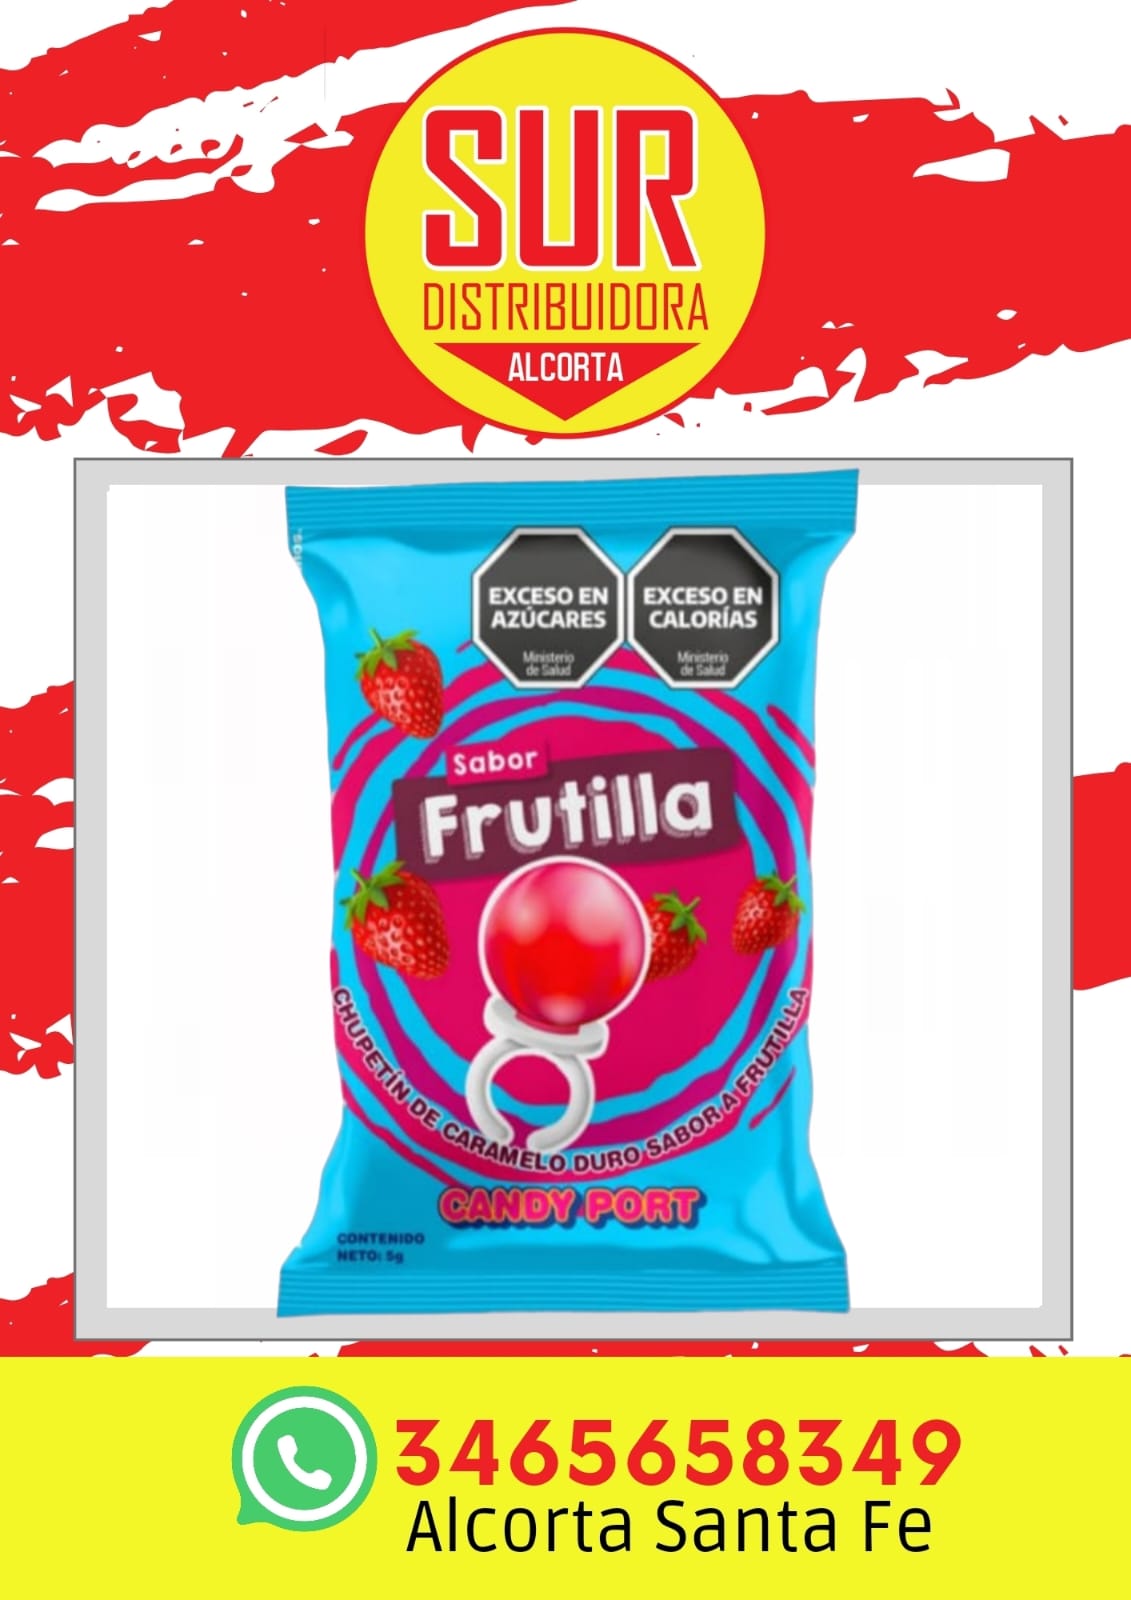 SUR
DISTRIBUIDORA
ALCORTA
EXCESO EN
AZÚCARES
Ministerio
de Salud
EXCESO EN
CALORÍAS
Ministerio
de Salud
Sabor
Frutilla
CHUPETÍN DE CARAMELO DURO SABOR A FRUTILLA
CANDY PORT
CONTENIDO
NETO: 5g
3465658349
Alcorta Santa Fe